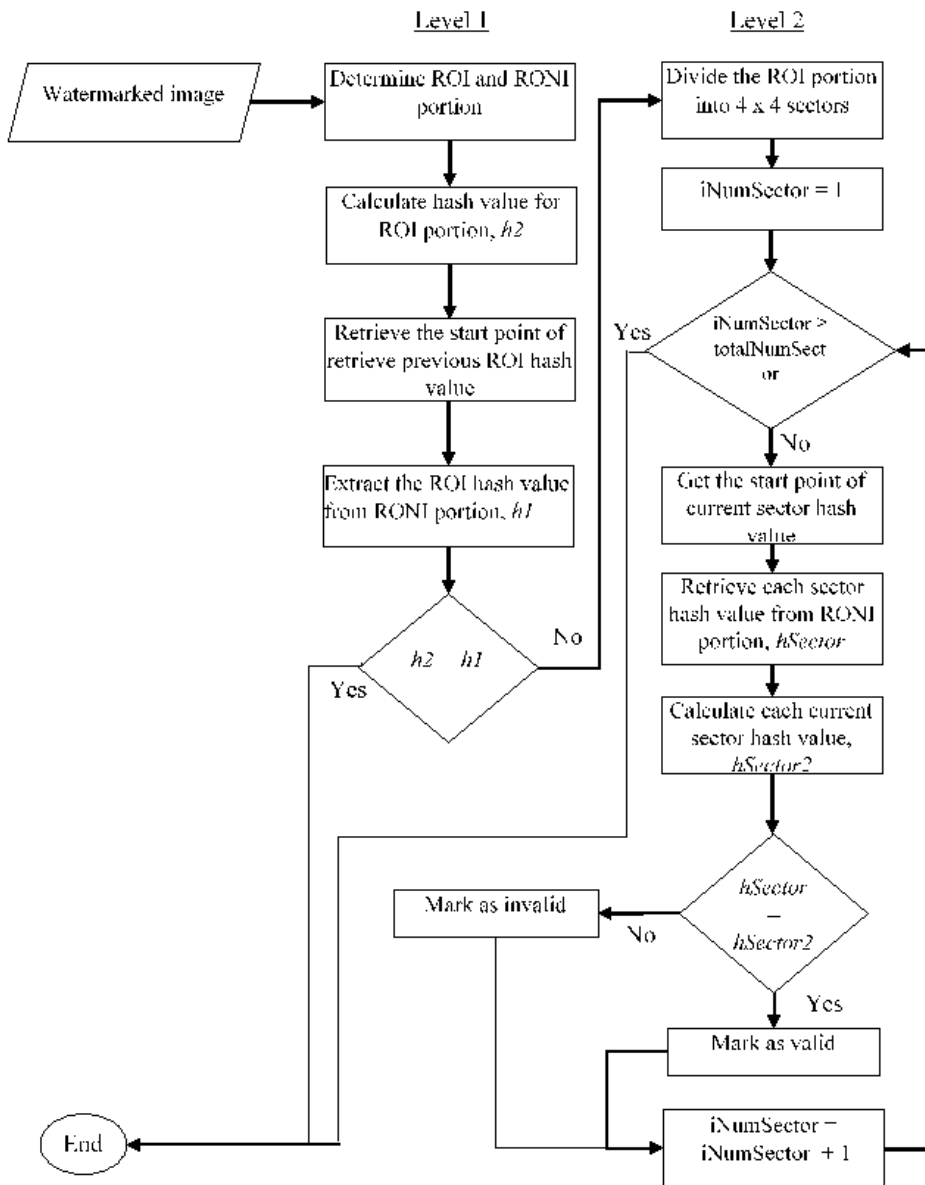 Level 1
Watermarked image
Determine ROI and RONI
portion
Calculate hash value for
ROI portion, h2
Retrieve the start point of
retrieve previous ROI hash
value
Extract the ROI hash value
from RONI portion, h1
h2 h1
Yes
No
End
Level 2
Divide the ROI portion
into 4 x 4 sectors
iNumSector = 1
iNumSector >
totalNumSect
or
Yes
No
Get the start point of
current sector hash
value
Retrieve each sector
hash value from RONI
portion, hSector
Calculate each current
sector hash value,
hSector2
hSector
=
hSector2
No
Mark as invalid
Yes
Mark as valid
iNumSector =
iNumSector + 1